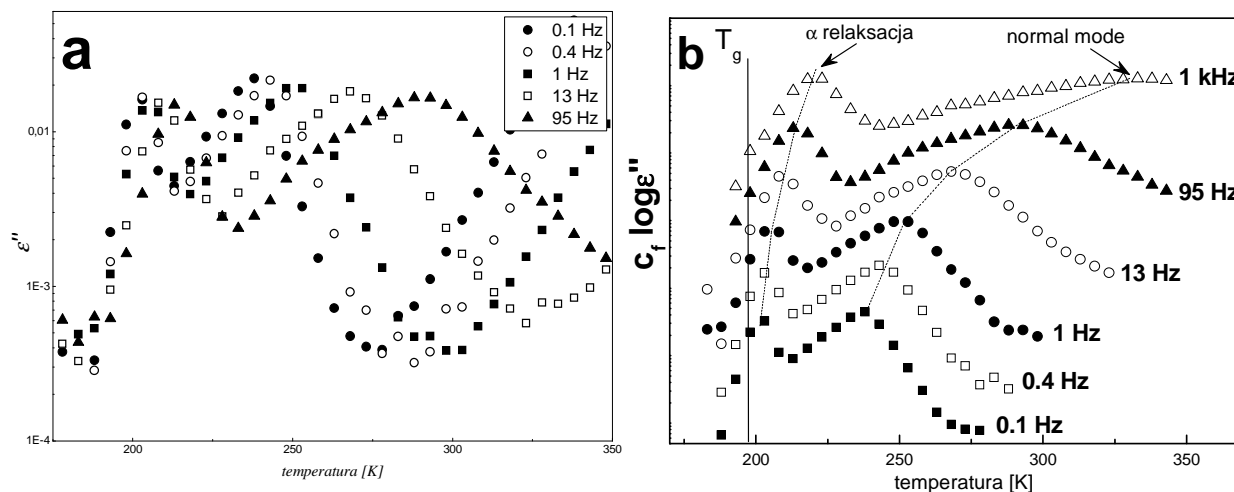 a
0.1 Hz
0.4 Hz
1 Hz
13 Hz
95 Hz
ε''
0,01
1E-3
1E-4
200
250
300
350
temperatura [K]
b
T_g
α relaksacja
normal mode
1 kHz
95 Hz
13 Hz
1 Hz
0.4 Hz
0.1 Hz
c_f logε''
200
250
300
350
temperatura [K]